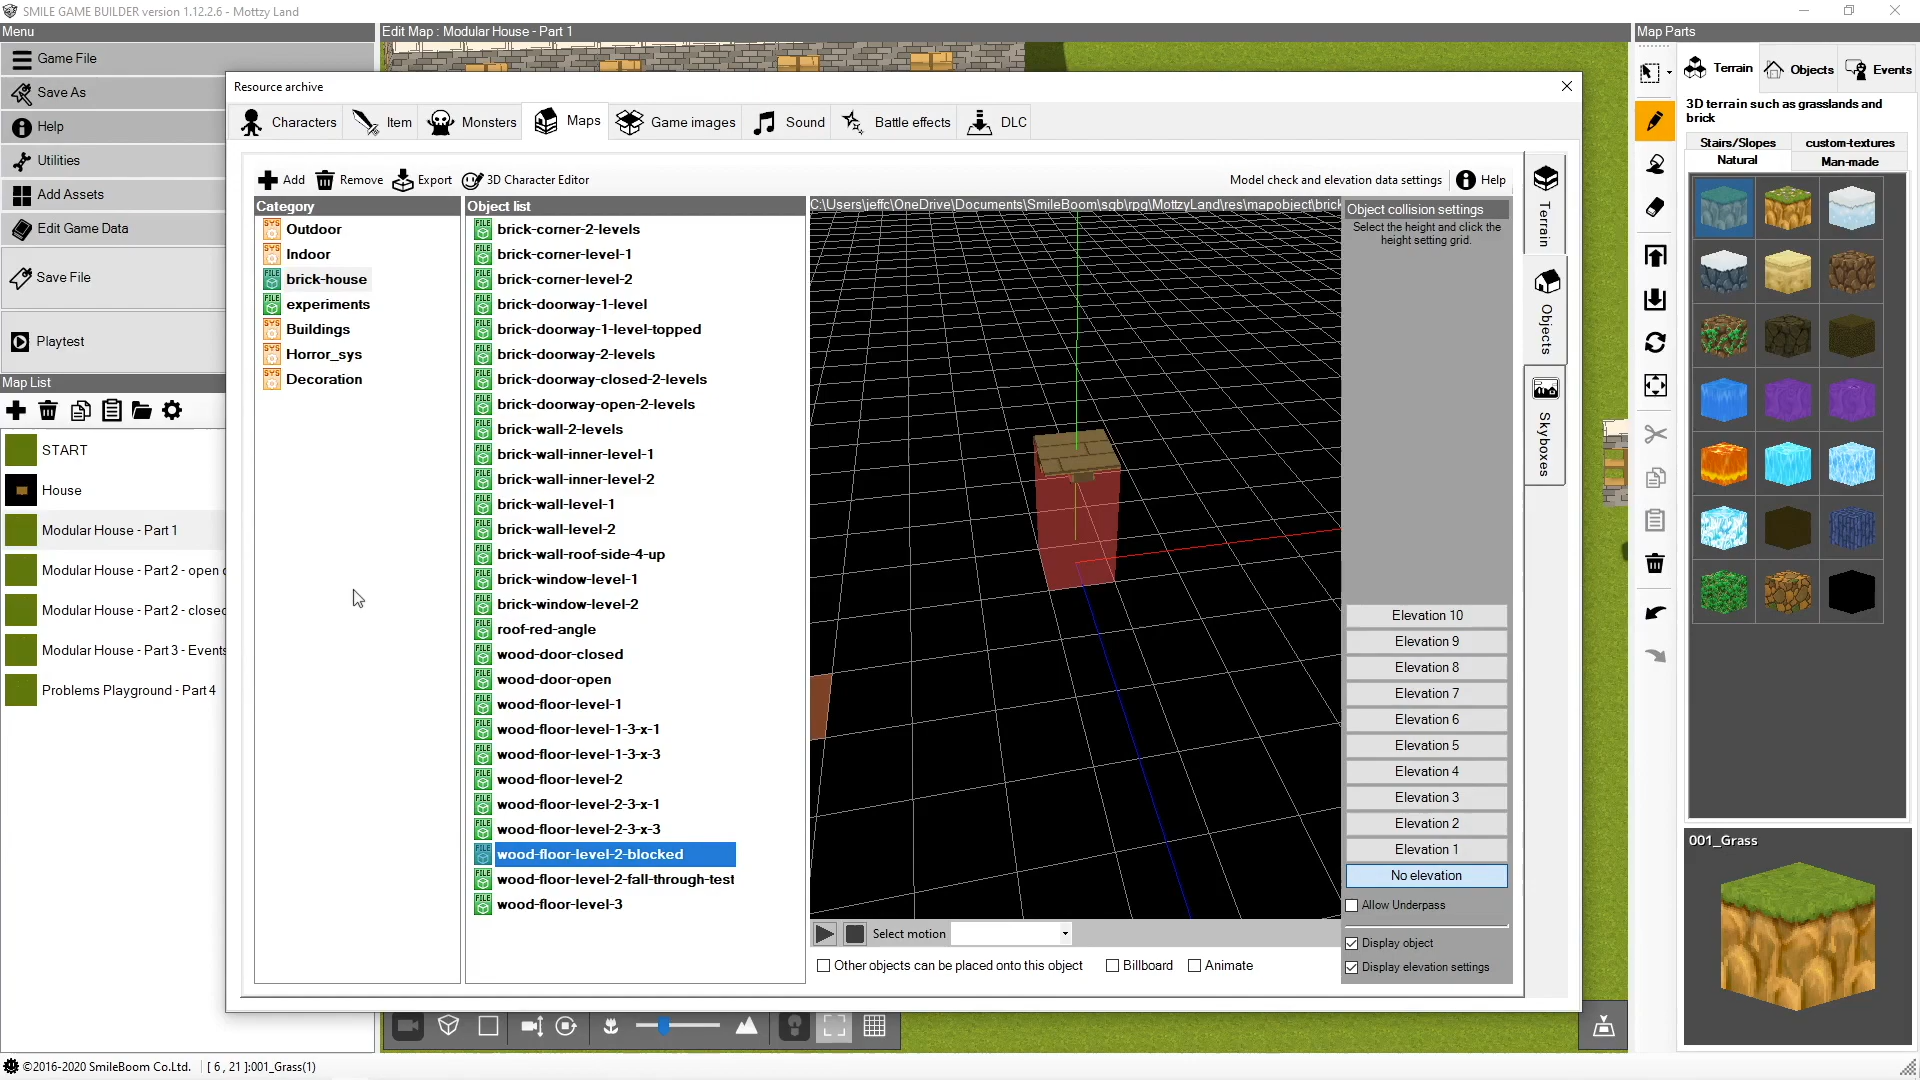 SMILE GAME BUILDER version 1.12.2.6 - Mottzy Land
Menu
Edit Map : Modular House - Part 1
Map Parts
Game File
Save As
Help
Utilities
Add Assets
Edit Game Data
Save File
Playtest
Map List
START
House
Modular House - Part 1
Modular House - Part 2 - open
Modular House - Part 2 - closed
Modular House - Part 3 - Events
Problems Playground - Part 4
Resource archive
Characters
Item
Monsters
Maps
Game images
Sound
Battle effects
DLC
Add
Remove
Export
3D Character Editor
Model check and elevation data settings
Help
Category
Outdoor
Indoor
brick-house
experiments
Buildings
Horror_sys
Decoration
Object list
brick-corner-2-levels
brick-corner-level-1
brick-corner-level-2
brick-doorway-1-level
brick-doorway-1-level-topped
brick-doorway-2-levels
brick-doorway-closed-2-levels
brick-doorway-open-2-levels
brick-wall-2-levels
brick-wall-inner-level-1
brick-wall-inner-level-2
brick-wall-level-1
brick-wall-level-2
brick-wall-roof-side-4-up
brick-window-level-1
brick-window-level-2
roof-red-angle
wood-door-closed
wood-door-open
wood-floor-level-1
wood-floor-level-1-3-x-1
wood-floor-level-1-3-x-3
wood-floor-level-2
wood-floor-level-2-3-x-1
wood-floor-level-2-3-x-3
wood-floor-level-2-blocked
wood-floor-level-2-fall-through-test
wood-floor-level-3
C:\Users\jeffc\OneDrive\Documents\SmileBoom\sgb\rpg\MottzyLand\res\mapobject\brick
Select motion
Other objects can be placed onto this object
Billboard
Animate
Object collision settings
Select the height and click the
height setting grid.
Elevation 10
Elevation 9
Elevation 8
Elevation 7
Elevation 6
Elevation 5
Elevation 4
Elevation 3
Elevation 2
Elevation 1
No elevation
Allow Underpass
Display object
Display elevation settings
Terrain
Objects
Skyboxes
Terrain
Objects
Events
3D terrain such as grasslands and
brick
Stairs/Slopes
custom-textures
Natural
Man-made
001_Grass
©2016-2020 SmileBoom Co.Ltd.
[ 6 , 21 ]:001_Grass(1)